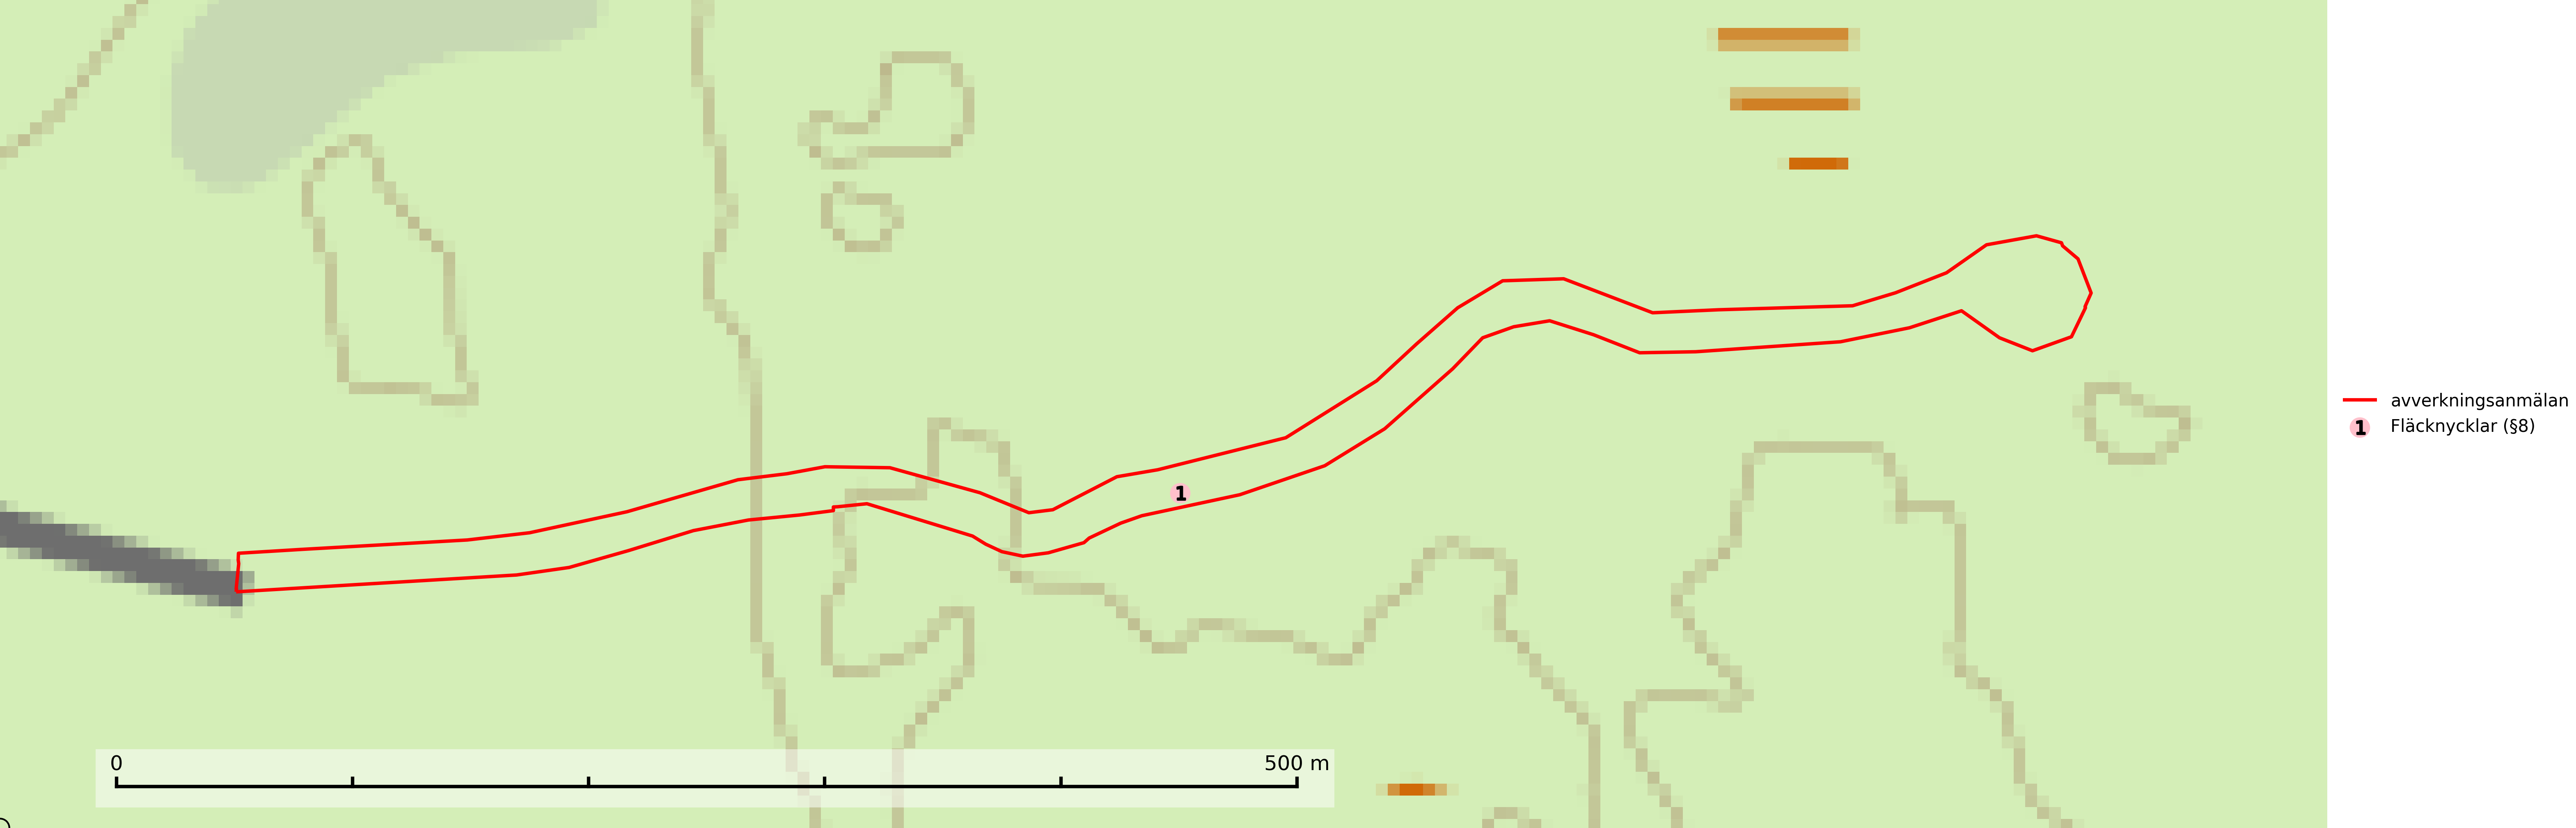 1
0 500 m
avverkningsanmälan
1 Fläcknycklar (§8)